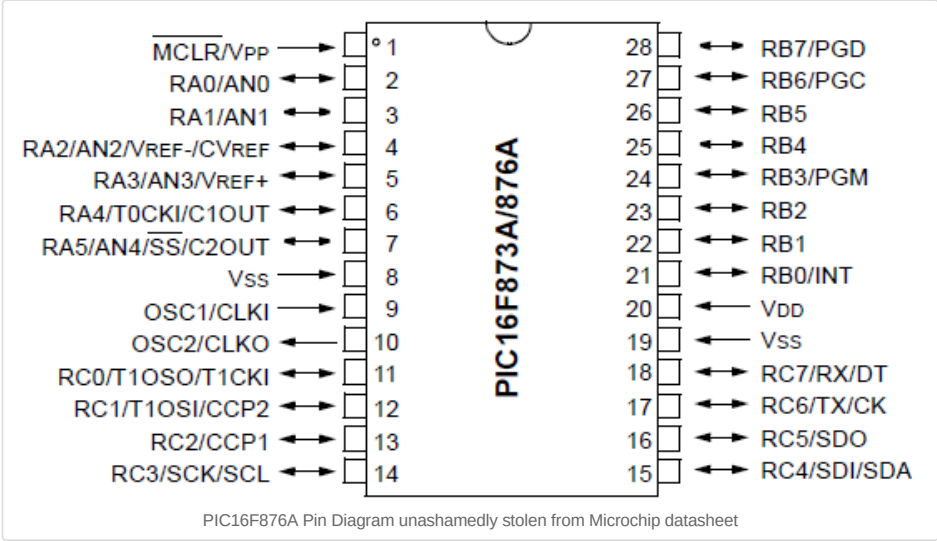 MCLR/VPP 1
RA0/AN0 2
RA1/AN1 3
RA2/AN2/VREF-/CVREF 4
RA3/AN3/VREF+ 5
RA4/T0CKI/C1OUT 6
RA5/AN4/SS/C2OUT 7
VSS 8
OSC1/CLKI 9
OSC2/CLKO 10
RC0/T1OSO/T1CKI 11
RC1/T1OSI/CCP2 12
RC2/CCP1 13
RC3/SCK/SCL 14
PIC16F873A/876A
28 RB7/PGD
27 RB6/PGC
26 RB5
25 RB4
24 RB3/PGM
23 RB2
22 RB1
21 RB0/INT
20 VDD
19 VSS
18 RC7/RX/DT
17 RC6/TX/CK
16 RC5/SDO
15 RC4/SDI/SDA
PIC16F876A Pin Diagram unashamedly stolen from Microchip datasheet